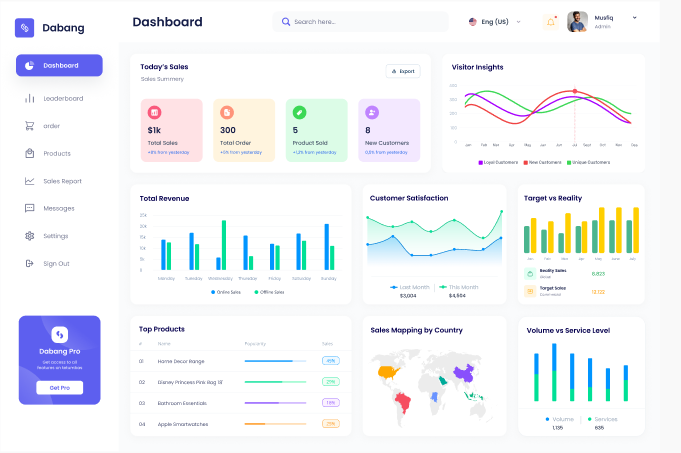 Dabang
Dashboard
Search here...
Eng (US)
Musfiq
Admin
Dashboard
Leaderboard
order
Products
Sales Report
Messages
Settings
Sign Out
Dabang Pro
Get access to all
features on tetumbas
Get Pro
Today's Sales
Sales Summery
Export
$1k
Total Sales
+8% from yesterday
300
Total Order
+5% from yesterday
5
Product Sold
+1,2% from yesterday
8
New Customers
0,5% from yesterday
Visitor Insights
400
300
200
100
0
Jan Feb Mar Apr May Jun Jun Jul Sept Oct Nov Des
Loyal Customers New Customers Unique Customers
Total Revenue
25k
20k
15k
10k
5k
0
Monday Tuesday Wednesday Thursday Friday Saturday Sunday
Online Sales Offline Sales
Customer Satisfaction
Last Month This Month
$3,004 $4,504
Target vs Reality
Jan Feb Mar Apr May June July
Reality Sales
Global
8.823
Target Sales
Commercial
12.122
Top Products
# Name Popularity Sales
01 Home Decor Range 45%
02 Disney Princess Pink Bag 18' 29%
03 Bathroom Essentials 18%
04 Apple Smartwatches 25%
Sales Mapping by Country
Volume vs Service Level
Volume Services
1,135 635